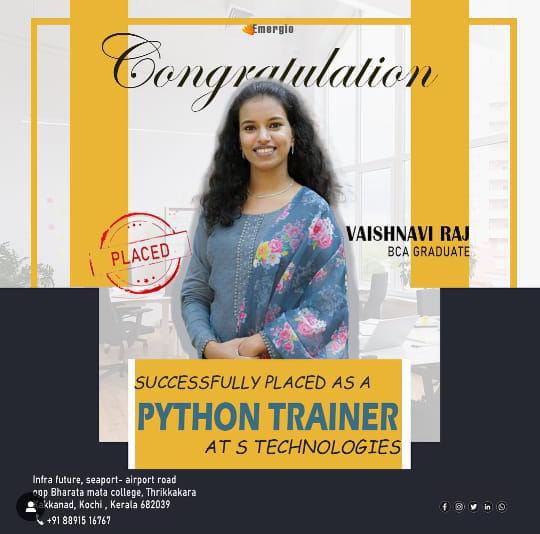 Emergio
Congratulation
PLACED
VAISHNAVI RAJ
BCA GRADUATE
SUCCESSFULLY PLACED AS A
PYTHON TRAINER
AT S TECHNOLOGIES
Infra future, seaport- airport road
opp Bharata mata college, Thrikkakara
Kakkanad, Kochi , Kerala 682039
+91 88915 16767